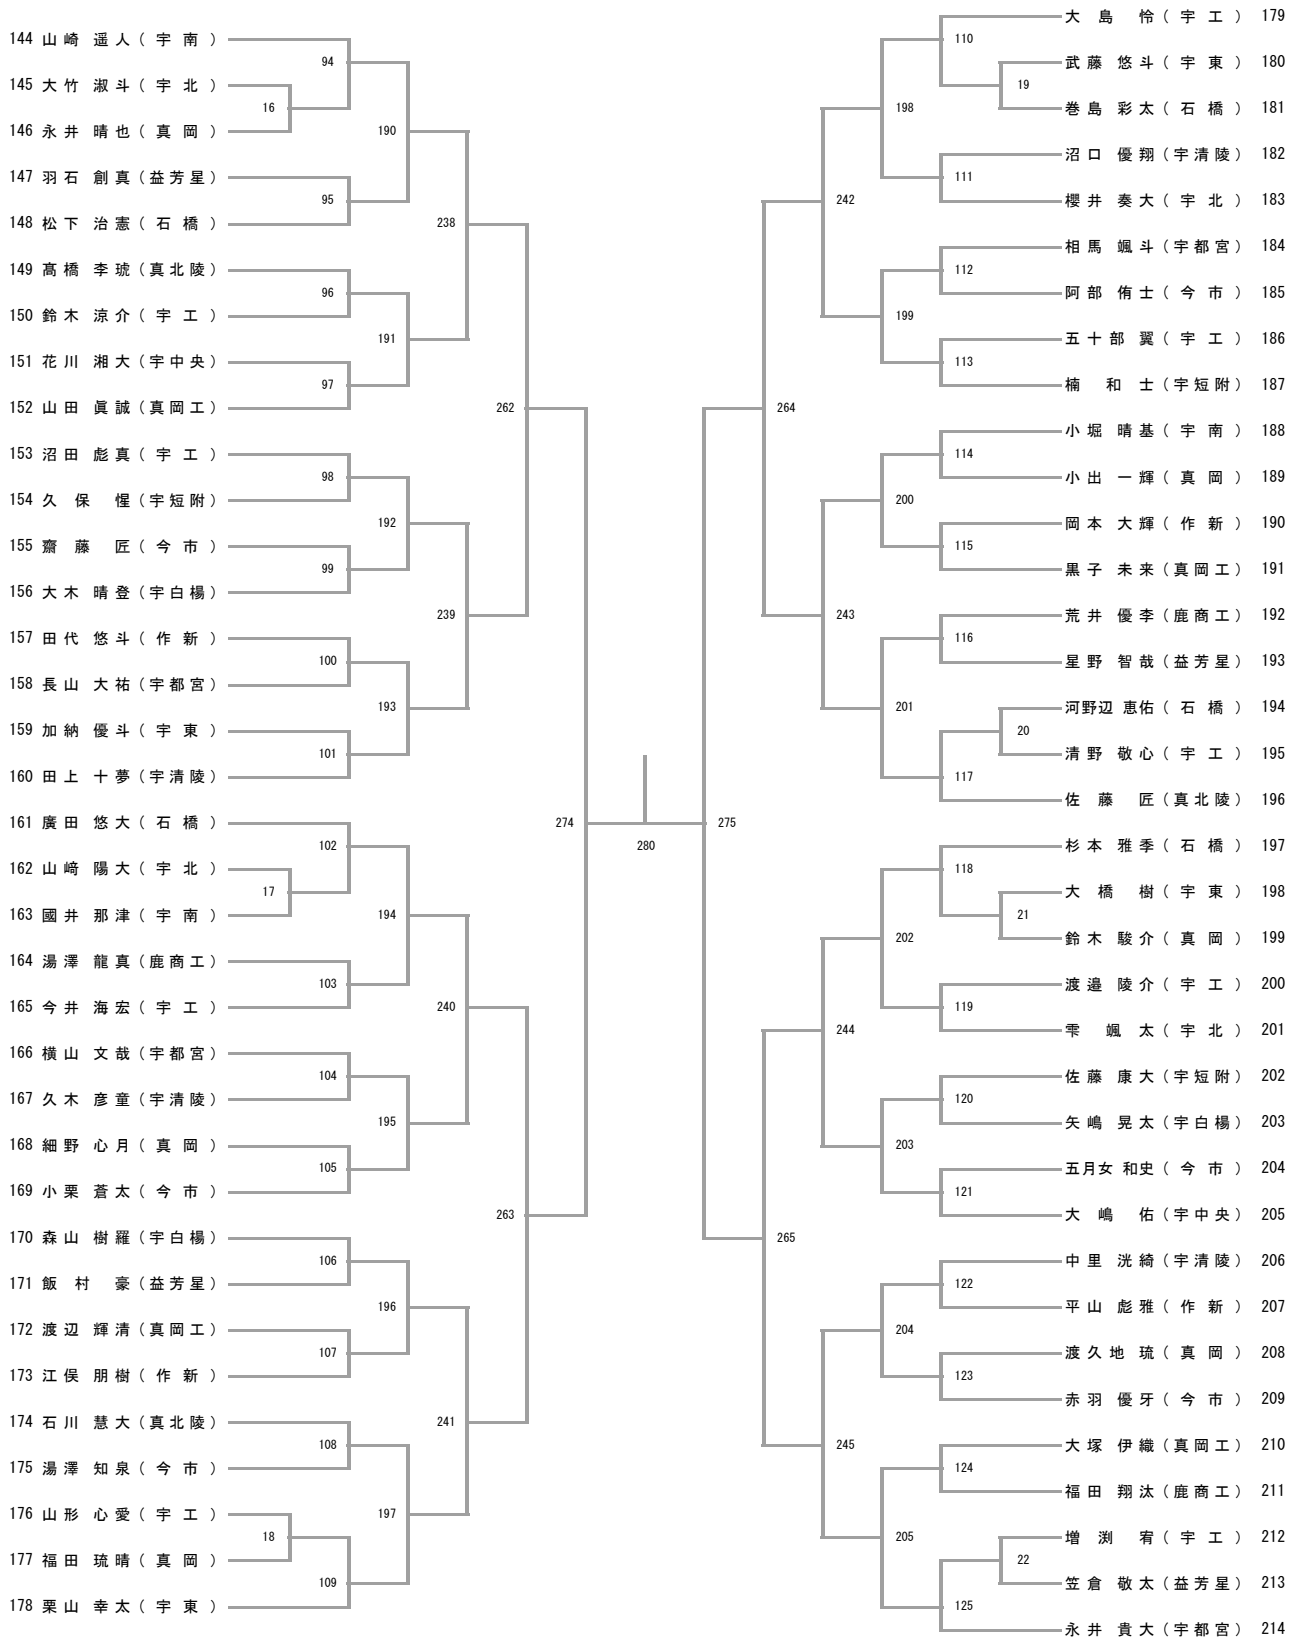 144 山崎 遥人(宇南)
145 大竹 淑斗(宇北)
146 永井 晴也(真岡)
147 羽石 創真(益芳星)
148 松下 治憲(石橋)
149 髙橋 李琥(真北陵)
150 鈴木 涼介(宇工)
151 花川 湘大(宇中央)
152 山田 眞誠(真岡工)
153 沼田 彪真(宇工)
154 久保 惺(宇短附)
155 齋藤 匠(今市)
156 大木 晴登(宇白楊)
157 田代 悠斗(作新)
158 長山 大祐(宇都宮)
159 加納 優斗(宇東)
160 田上 十夢(宇清陵)
161 廣田 悠大(石橋)
162 山﨑 陽大(宇北)
163 國井 那津(宇南)
164 湯澤 龍真(鹿商工)
165 今井 海宏(宇工)
166 横山 文哉(宇都宮)
167 久木 彦童(宇清陵)
168 細野 心月(真岡)
169 小栗 蒼太(今市)
170 森山 樹羅(宇白楊)
171 飯村 豪(益芳星)
172 渡辺 輝清(真岡工)
173 江俣 朋樹(作新)
174 石川 慧大(真北陵)
175 湯澤 知泉(今市)
176 山形 心愛(宇工)
177 福田 琉晴(真岡)
178 栗山 幸太(宇東)
94
16
190
95
238
96
191
97
262
98
192
99
239
100
193
101
274
102
17
194
103
240
104
195
105
263
106
196
107
241
108
197
18
109
280
275
110
19
198
111
242
112
199
113
264
114
200
115
243
116
201
20
117
118
21
202
119
244
120
203
121
265
122
204
123
245
124
205
22
125
大島 怜(宇工) 179
武藤 悠斗(宇東) 180
巻島 彩太(石橋) 181
沼口 優翔(宇清陵) 182
櫻井 奏大(宇北) 183
相馬 颯斗(宇都宮) 184
阿部 侑士(今市) 185
五十部 翼(宇工) 186
楠 和士(宇短附) 187
小堀 晴基(宇南) 188
小出 一輝(真岡) 189
岡本 大輝(作新) 190
黒子 未来(真岡工) 191
荒井 優李(鹿商工) 192
星野 智哉(益芳星) 193
河野辺 恵佑(石橋) 194
清野 敬心(宇工) 195
佐藤 匠(真北陵) 196
杉本 雅季(石橋) 197
大橋 樹(宇東) 198
鈴木 駿介(真岡) 199
渡邉 陵介(宇工) 200
雫 颯太(宇北) 201
佐藤 康大(宇短附) 202
矢嶋 晃太(宇白楊) 203
五月女 和史(今市) 204
大嶋 佑(宇中央) 205
中里 洸綺(宇清陵) 206
平山 彪雅(作新) 207
渡久地 琉(真岡) 208
赤羽 優牙(今市) 209
大塚 伊織(真岡工) 210
福田 翔汰(鹿商工) 211
増渕 宥(宇工) 212
笠倉 敬太(益芳星) 213
永井 貴大(宇都宮) 214